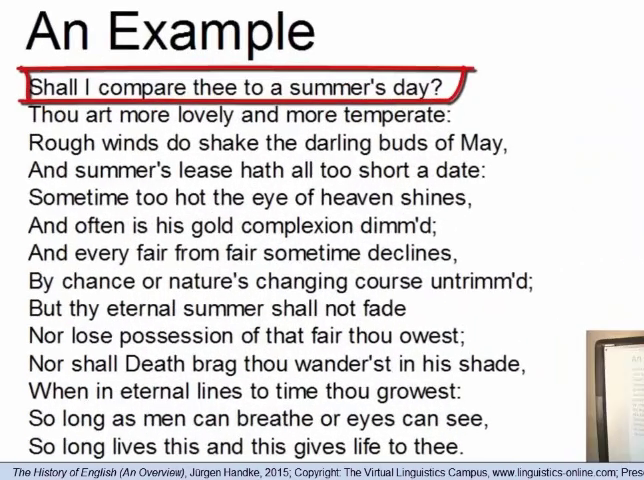 An Example
Shall I compare thee to a summer's day?
Thou art more lovely and more temperate:
Rough winds do shake the darling buds of May,
And summer's lease hath all too short a date:
Sometime too hot the eye of heaven shines,
And often is his gold complexion dimm'd;
And every fair from fair sometime declines,
By chance or nature's changing course untrimm'd;
But thy eternal summer shall not fade
Nor lose possession of that fair thou owest;
Nor shall Death brag thou wander'st in his shade,
When in eternal lines to time thou growest:
So long as men can breathe or eyes can see,
So long lives this and this gives life to thee.
The History of English (An Overview), Jürgen Handke, 2015; Copyright: The Virtual Linguistics Campus, www.linguistics-online.com; Pres